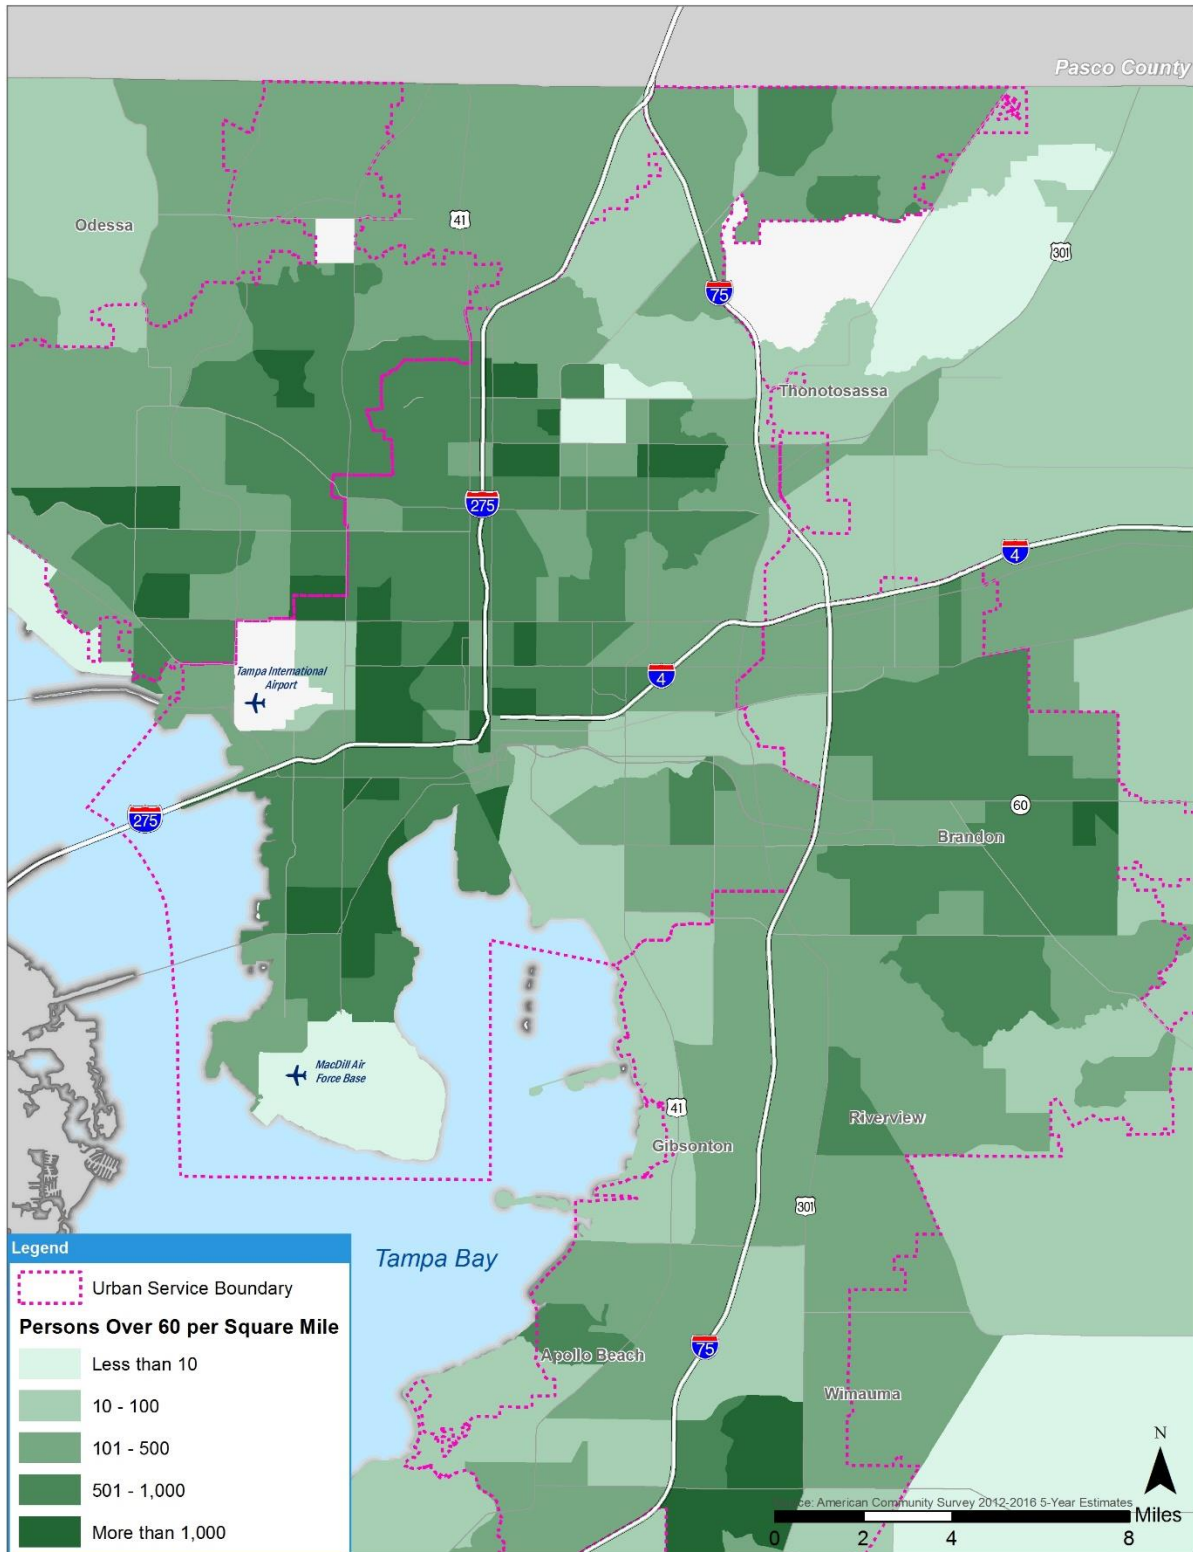 Pasco County
Odessa
41
301
75
Thonotosassa
275
4
Tampa International
Airport
4
60
275
Brandon
MacDill Air
Force Base
41
Riverview
Gibsonton
301
Tampa Bay
75
Apollo Beach
Wimauma
Legend
Urban Service Boundary
Persons Over 60 per Square Mile
Less than 10
10 - 100
101 - 500
501 - 1,000
More than 1,000
N
ce: American Community Survey 2012-2016 5-Year Estimates
Miles
0 2 4 8